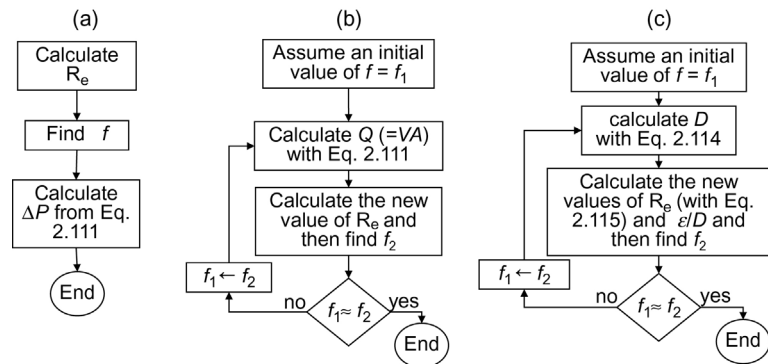 (a)
Calculate
Re
Find f
Calculate
ΔP from Eq.
2.111
End
(b)
Assume an initial
value of f = f1
Calculate Q (=VA)
with Eq. 2.111
Calculate the new
value of Re and
then find f2
f1 ← f2
no
f1≈ f2
yes
End
(c)
Assume an initial
value of f = f1
calculate D
with Eq. 2.114
Calculate the new
values of Re (with Eq.
2.115) and ε/D and
then find f2
f1 ← f2
no
f1≈ f2
yes
End